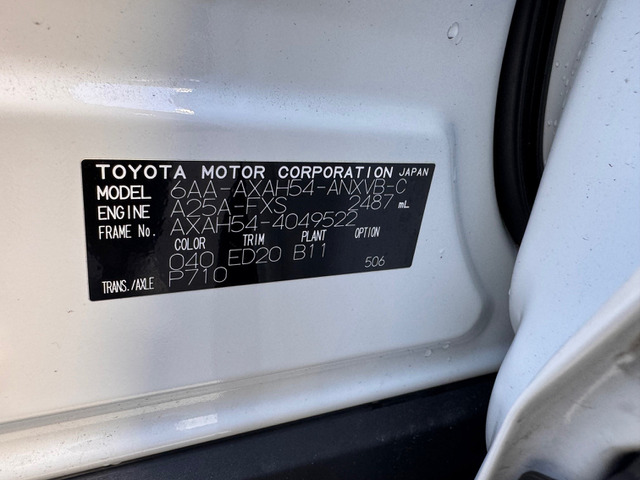 TOYOTA MOTOR CORPORATION JAPAN
MODEL 6AA-AXAH54-ANXVB-C
ENGINE A25A-FXS 2487 mL
FRAME No. AXAH54-4049522
COLOR TRIM PLANT OPTION
040 ED20 B11
TRANS./AXLE P710 506